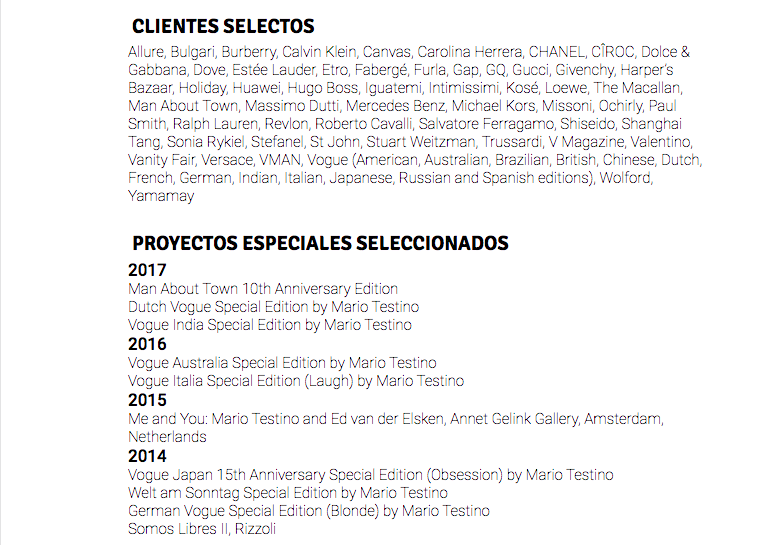 CLIENTES SELECTOS
Allure, Bulgari, Burberry, Calvin Klein, Canvas, Carolina Herrera, CHANEL, CÎROC, Dolce &
Gabbana, Dove, Estée Lauder, Etro, Fabergé, Furla, Gap, GQ, Gucci, Givenchy, Harper's
Bazaar, Holiday, Huawei, Hugo Boss, Iguatemi, Intimissimi, Kosé, Loewe, The Macallan,
Man About Town, Massimo Dutti, Mercedes Benz, Michael Kors, Missoni, Ochirly, Paul
Smith, Ralph Lauren, Revlon, Roberto Cavalli, Salvatore Ferragamo, Shiseido, Shanghai
Tang, Sonia Rykiel, Stefanel, St John, Stuart Weitzman, Trussardi, V Magazine, Valentino,
Vanity Fair, Versace, VMAN, Vogue (American, Australian, Brazilian, British, Chinese, Dutch,
French, German, Indian, Italian, Japanese, Russian and Spanish editions), Wolford,
Yamamay
PROYECTOS ESPECIALES SELECCIONADOS
2017
Man About Town 10th Anniversary Edition
Dutch Vogue Special Edition by Mario Testino
Vogue India Special Edition by Mario Testino
2016
Vogue Australia Special Edition by Mario Testino
Vogue Italia Special Edition (Laugh) by Mario Testino
2015
Me and You: Mario Testino and Ed van der Elsken, Annet Gelink Gallery, Amsterdam,
Netherlands
2014
Vogue Japan 15th Anniversary Special Edition (Obsession) by Mario Testino
Welt am Sonntag Special Edition by Mario Testino
German Vogue Special Edition (Blonde) by Mario Testino
Somos Libres II, Rizzoli